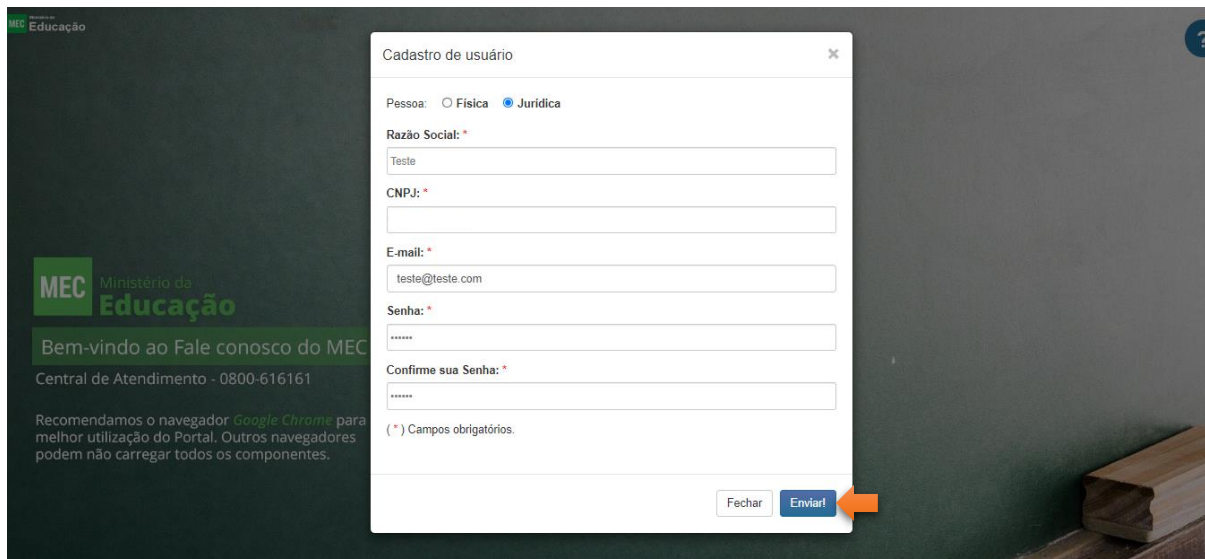 MEC Ministério da
Educação
?
Cadastro de usuário
×
Pessoa: Física Jurídica
Razão Social: *
Teste
CNPJ: *
E-mail: *
teste@teste.com
Senha: *
••••••
Confirme sua Senha: *
••••••
( * ) Campos obrigatórios.
Fechar Enviar!
MEC Ministério da
Educação
Bem-vindo ao Fale conosco do MEC
Central de Atendimento - 0800-616161
Recomendamos o navegador Google Chrome para
melhor utilização do Portal. Outros navegadores
podem não carregar todos os componentes.